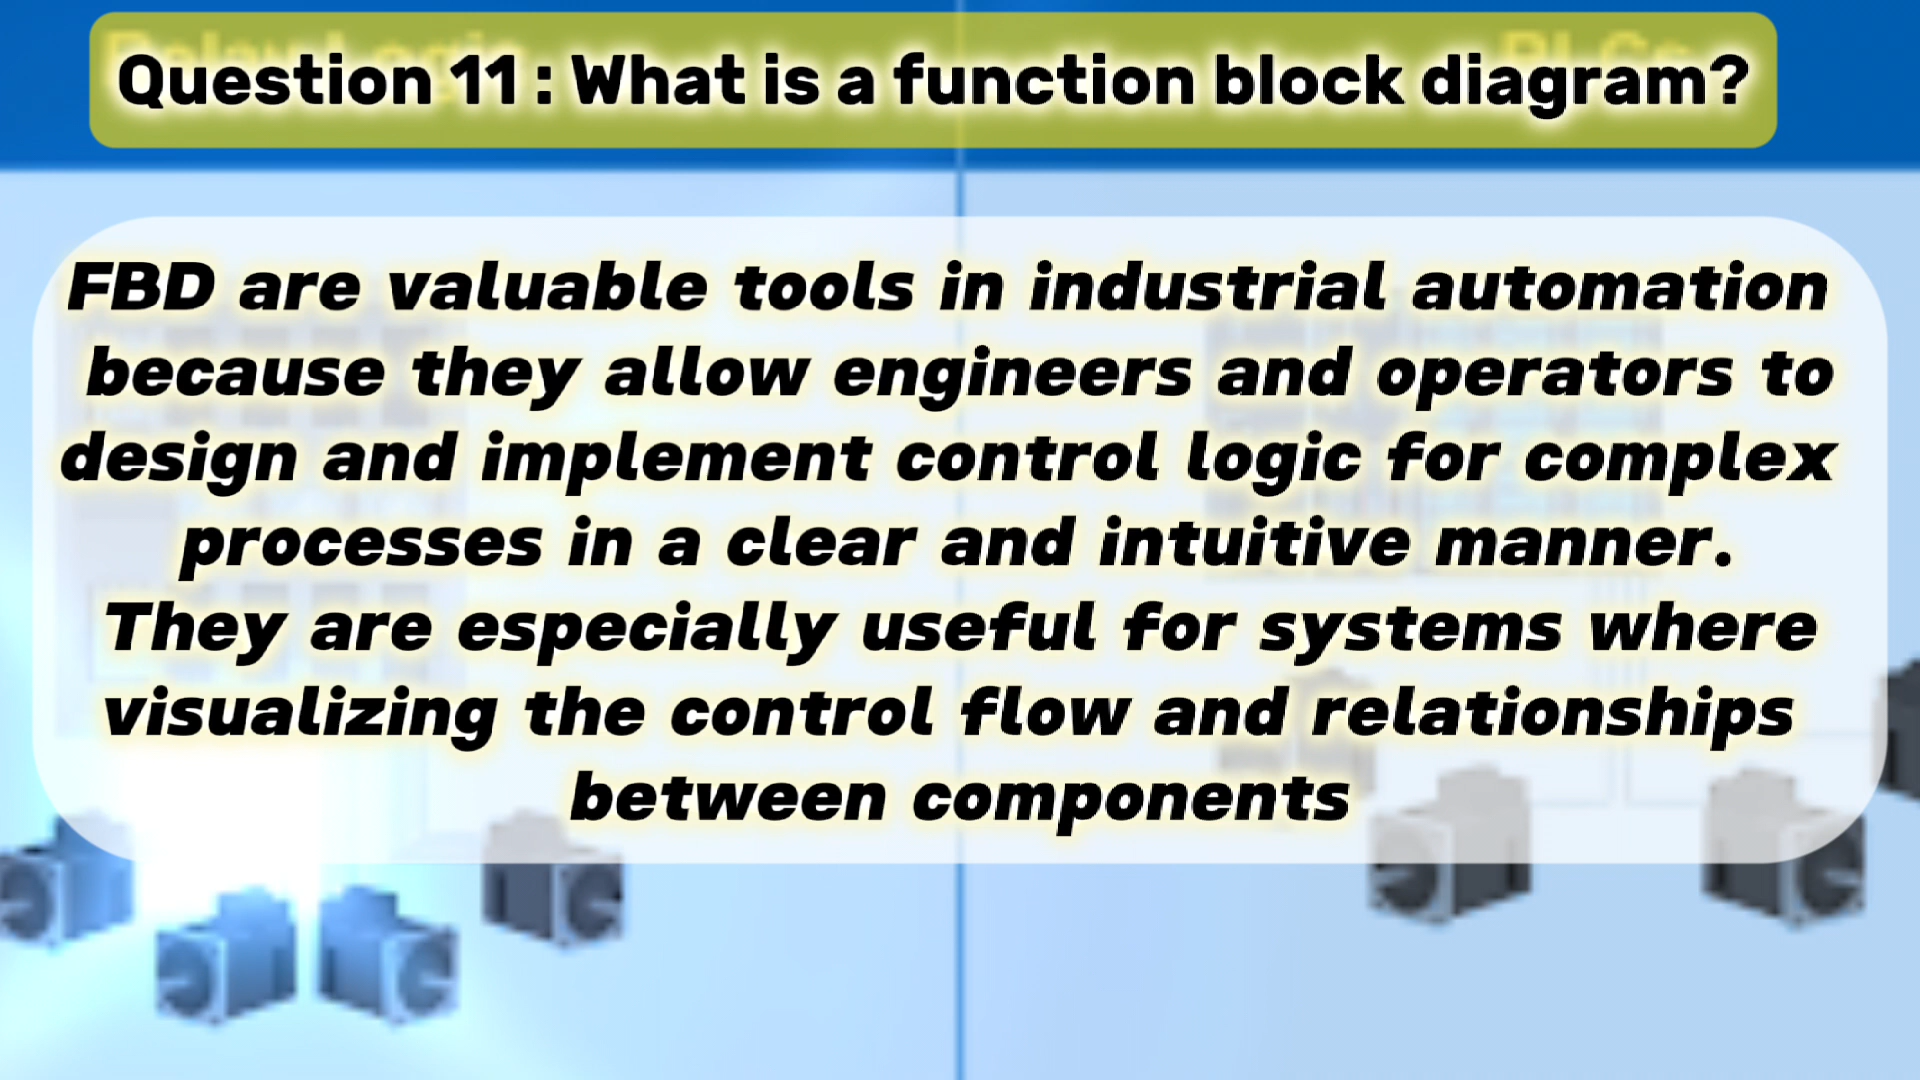 Question 11 : What is a function block diagram?
FBD are valuable tools in industrial automation
because they allow engineers and operators to
design and implement control logic for complex
processes in a clear and intuitive manner.
They are especially useful for systems where
visualizing the control flow and relationships
between components